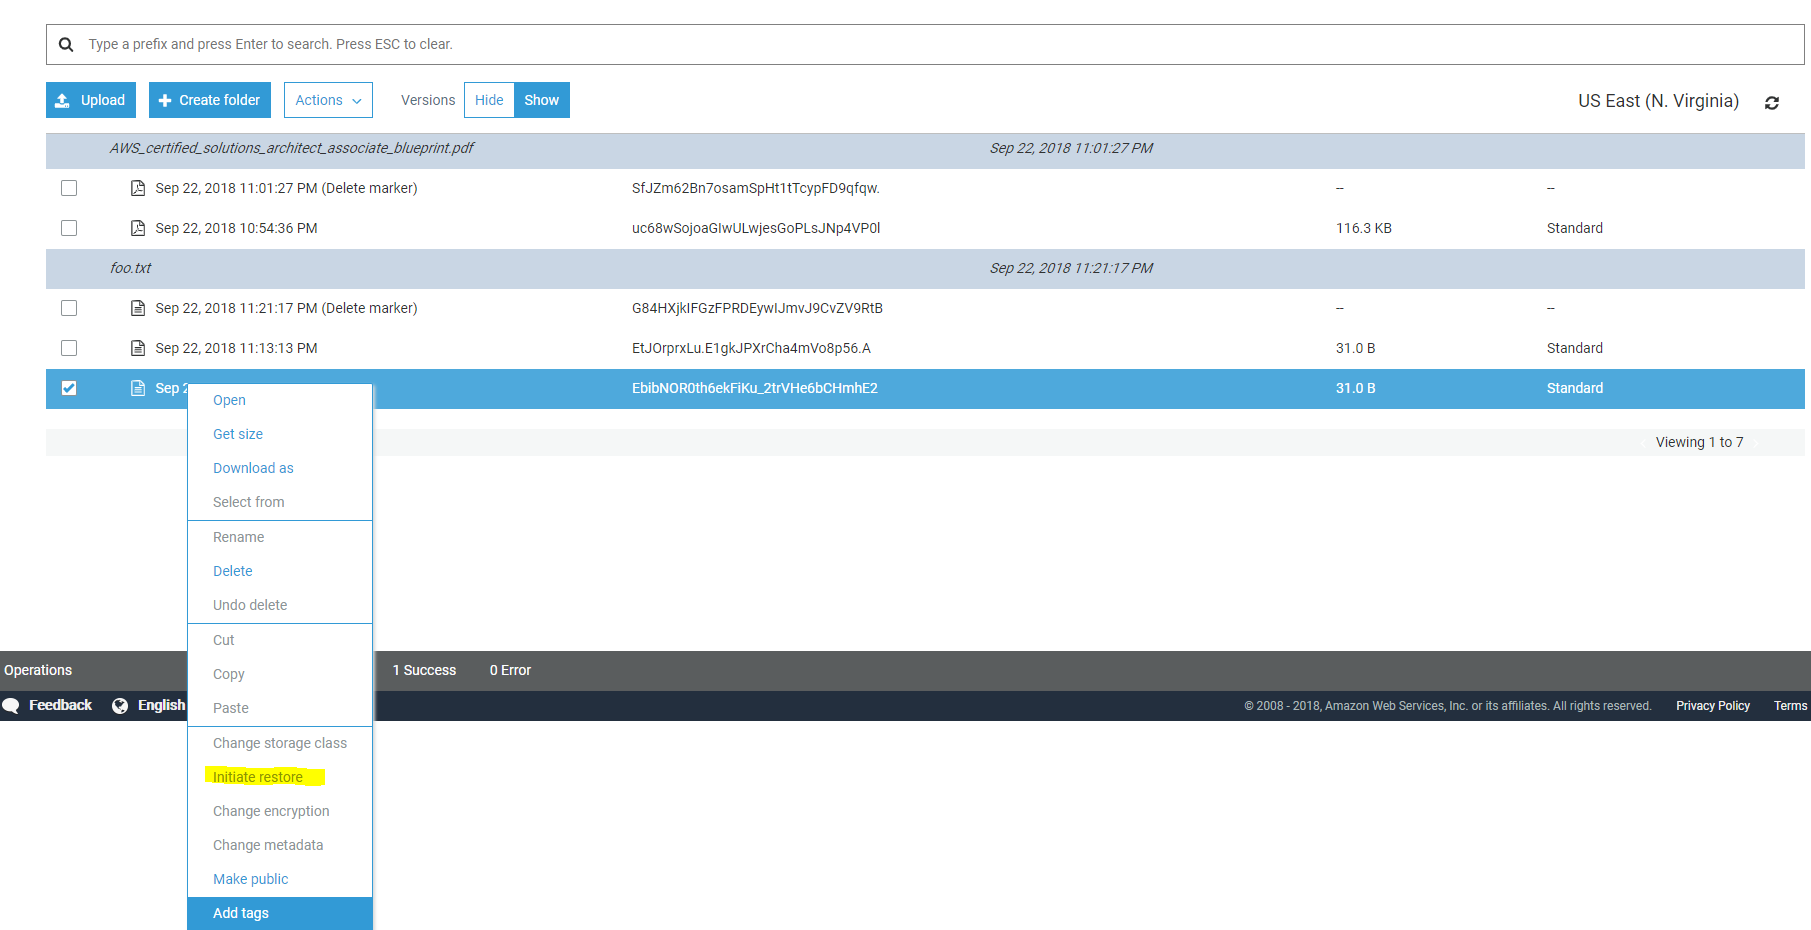 Type a prefix and press Enter to search. Press ESC to clear.
Upload Create folder Actions Versions Hide Show US East (N. Virginia)
AWS_certified_solutions_architect_associate_blueprint.pdf Sep 22, 2018 11:01:27 PM
Sep 22, 2018 11:01:27 PM (Delete marker) SfJZm62Bn7osamSpHt1tTcypFD9qfqw. -- --
Sep 22, 2018 10:54:36 PM uc68wSojoaGIwULwjesGoPLsJNp4VP0l 116.3 KB Standard
foo.txt Sep 22, 2018 11:21:17 PM
Sep 22, 2018 11:21:17 PM (Delete marker) G84HXjkIFGzFPRDEywIJmvJ9CvZV9RtB -- --
Sep 22, 2018 11:13:13 PM EtJOrprxLu.E1gkJPXrCha4mVo8p56.A 31.0 B Standard
Sep 2 EbibNOR0th6ekFiKu_2trVHe6bCHmhE2 31.0 B Standard
Open
Get size
Download as
Select from
Rename
Delete
Undo delete
Cut
Copy
Paste
Change storage class
Initiate restore
Change encryption
Change metadata
Make public
Add tags
Viewing 1 to 7
Operations 1 Success 0 Error
Feedback English © 2008 - 2018, Amazon Web Services, Inc. or its affiliates. All rights reserved. Privacy Policy Terms